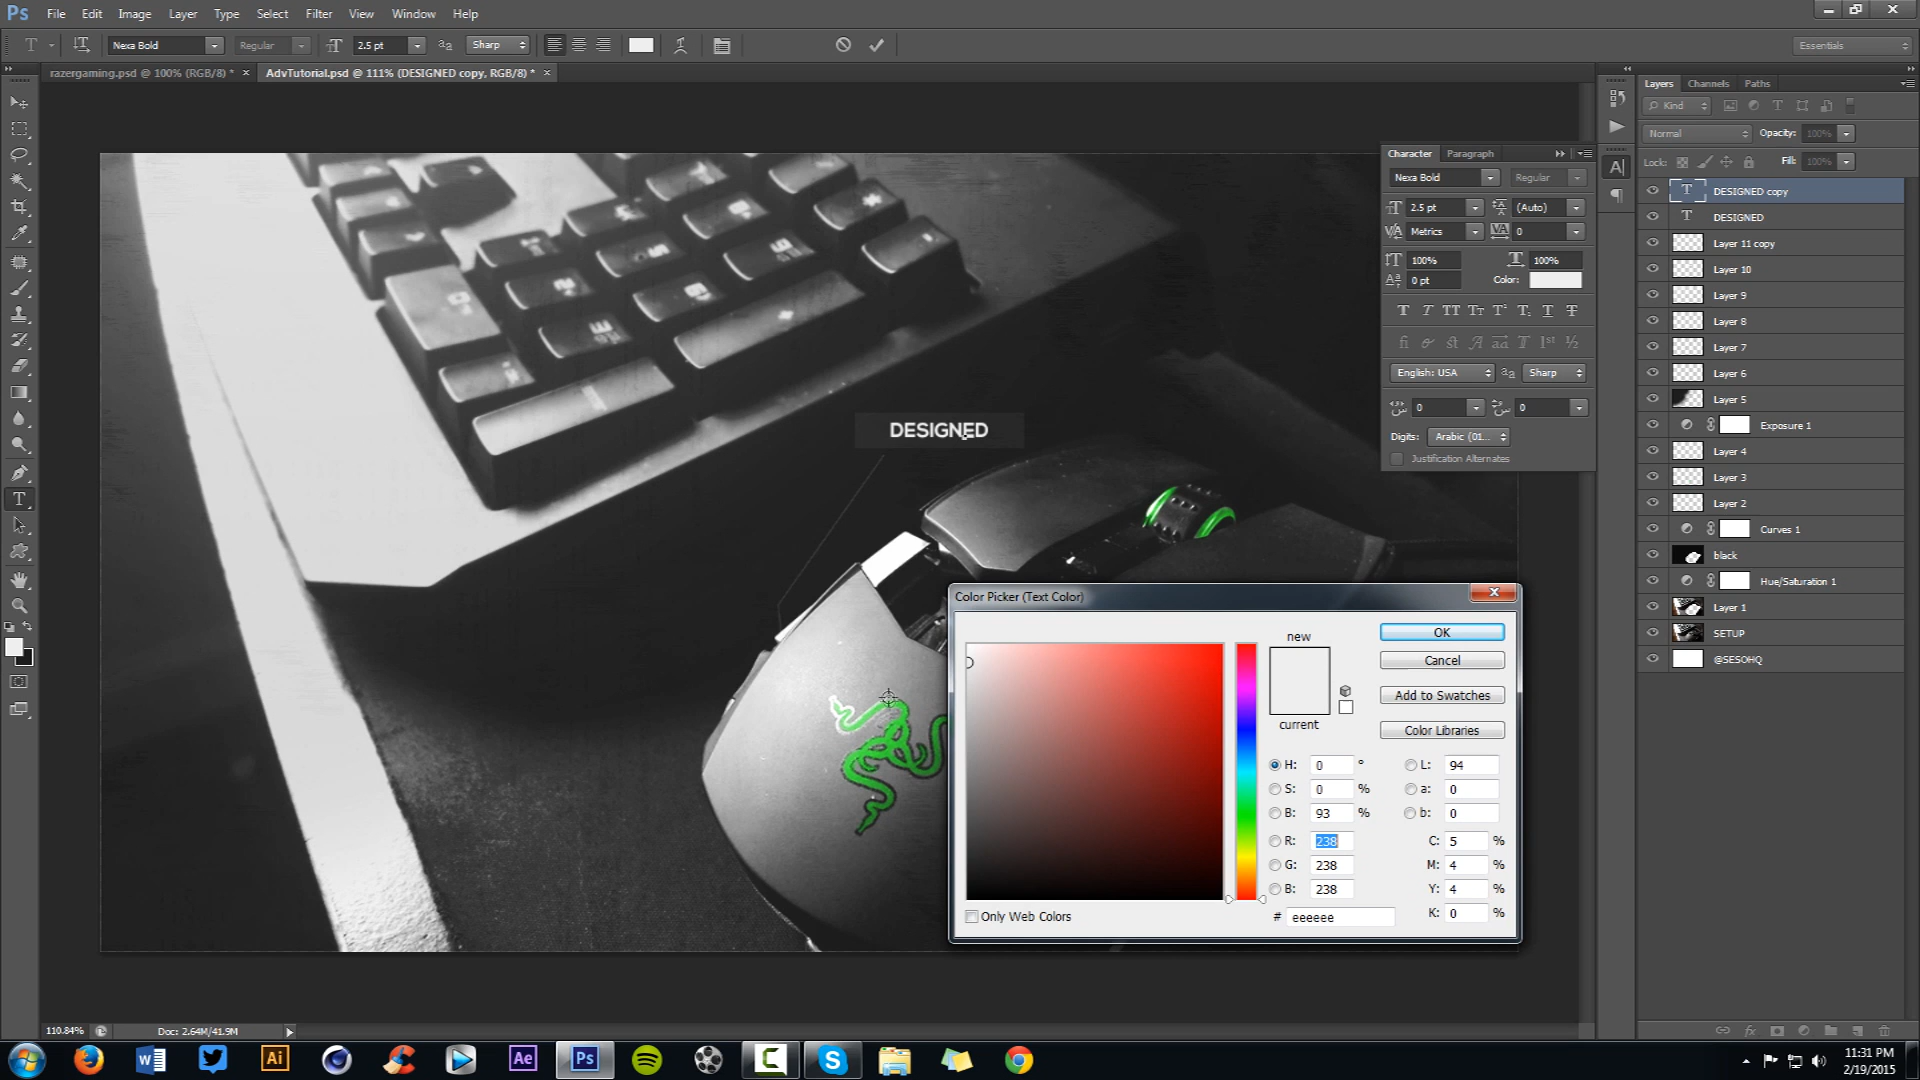 Ps File Edit Image Layer Type Select Filter View Window Help
Nexa Bold Regular 2.5 pt Sharp Essentials
razergaming.psd @ 100% (RGB/8) * × AdvTutorial.psd @ 111% (DESIGNED copy, RGB/8) * ×
Layers Channels Paths
Kind
Normal Opacity: 100%
Lock: Fill: 100%
DESIGNED copy
DESIGNED
Layer 11 copy
Layer 10
Layer 9
Layer 8
Layer 7
Layer 6
Layer 5
Exposure 1
Layer 4
Layer 3
Layer 2
Curves 1
black
Hue/Saturation 1
Layer 1
SETUP
@SESOHQ
Character Paragraph
Nexa Bold Regular
2.5 pt (Auto)
Metrics 0
100% 100%
0 pt Color:
English: USA Sharp
0 0
Digits: Arabic (01...
Justification Alternates
DESIGNED
Color Picker (Text Color)
new
current
OK
Cancel
Add to Swatches
Color Libraries
H: 0 ° L: 94
S: 0 % a: 0
B: 93 % b: 0
R: 238 C: 5 %
G: 238 M: 4 %
B: 238 Y: 4 %
# eeeeee K: 0 %
Only Web Colors
110.84% Doc: 2.64M/41.9M
Ai Ae Ps
11:31 PM
2/19/2015